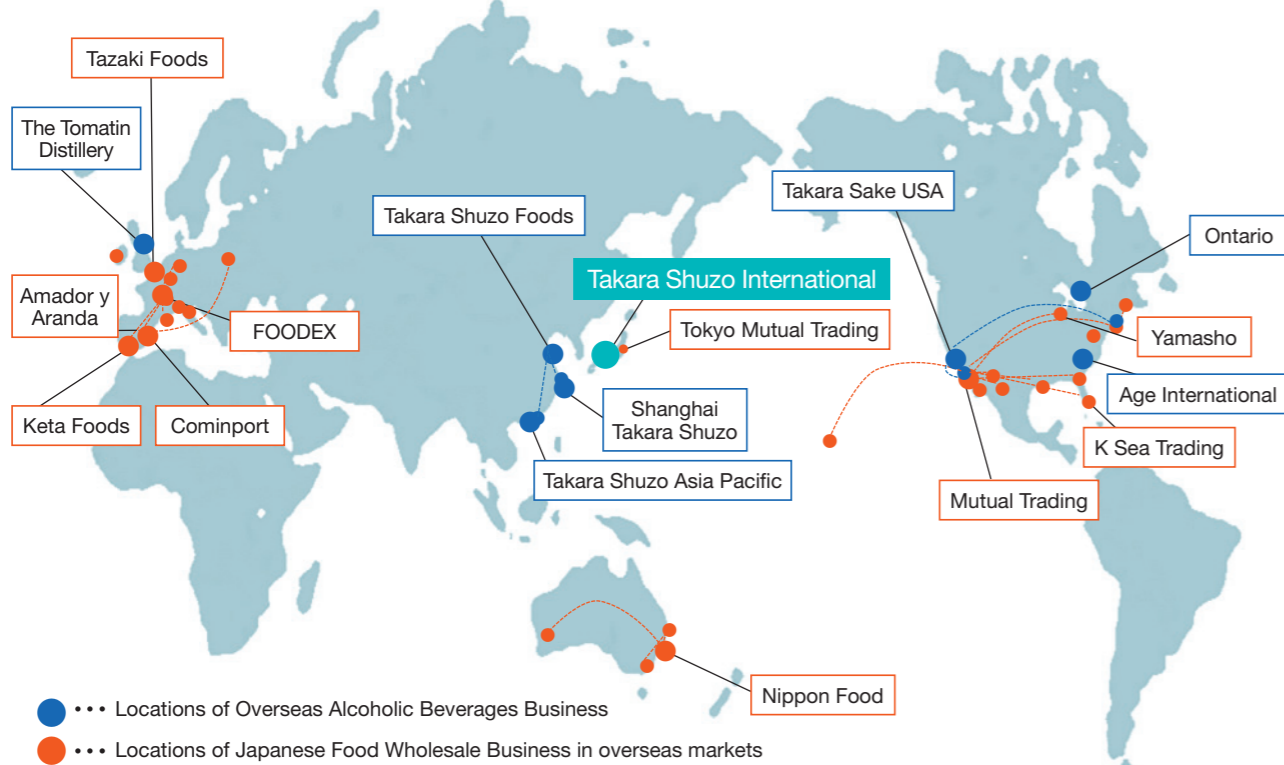 Tazaki Foods
The Tomatin
Distillery
Takara Shuzo Foods
Takara Sake USA
Ontario
Takara Shuzo International
Amador y
Aranda
FOODEX
Tokyo Mutual Trading
Yamasho
Keta Foods
Cominport
Shanghai
Takara Shuzo
Age International
K Sea Trading
Takara Shuzo Asia Pacific
Mutual Trading
Nippon Food
••• Locations of Overseas Alcoholic Beverages Business
••• Locations of Japanese Food Wholesale Business in overseas markets